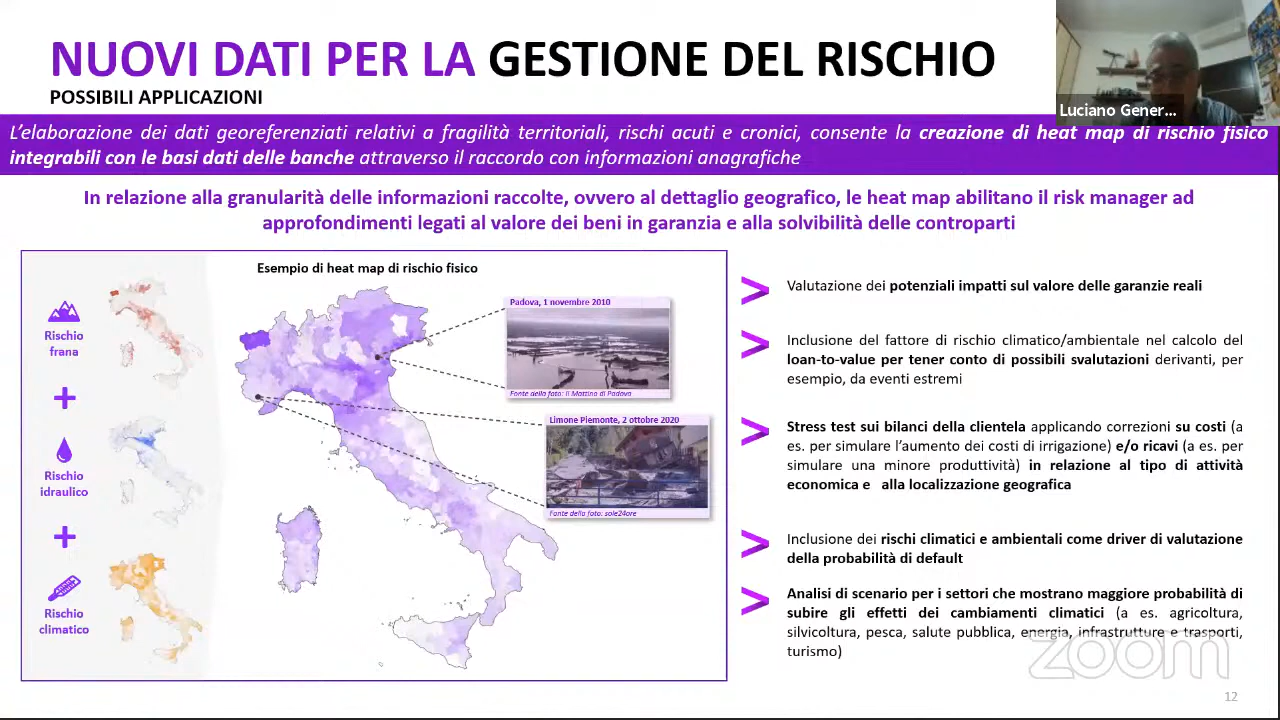 NUOVI DATI PER LA GESTIONE DEL RISCHIO
POSSIBILI APPLICAZIONI
Luciano Gener...
L'elaborazione dei dati georeferenziati relativi a fragilità territoriali, rischi acuti e cronici, consente la creazione di heat map di rischio fisico
integrabili con le basi dati delle banche attraverso il raccordo con informazioni anagrafiche
In relazione alla granularità delle informazioni raccolte, ovvero al dettaglio geografico, le heat map abilitano il risk manager ad
approfondimenti legati al valore dei beni in garanzia e alla solvibilità delle controparti
Esempio di heat map di rischio fisico
Rischio
frana
+
Rischio
idraulico
+
Rischio
climatico
Padova, 1 novembre 2010
Fonte della foto: Il Mattino di Padova
Limone Piemonte, 2 ottobre 2020
Fonte della foto: sole24ore
> Valutazione dei potenziali impatti sul valore delle garanzie reali
> Inclusione del fattore di rischio climatico/ambientale nel calcolo del
loan-to-value per tener conto di possibili svalutazioni derivanti, per
esempio, da eventi estremi
> Stress test sui bilanci della clientela applicando correzioni su costi (a
es. per simulare l'aumento dei costi di irrigazione) e/o ricavi (a es. per
simulare una minore produttività) in relazione al tipo di attività
economica e alla localizzazione geografica
> Inclusione dei rischi climatici e ambientali come driver di valutazione
della probabilità di default
> Analisi di scenario per i settori che mostrano maggiore probabilità di
subire gli effetti dei cambiamenti climatici (a es. agricoltura,
silvicoltura, pesca, salute pubblica, energia, infrastrutture e trasporti,
turismo)
zoom
12